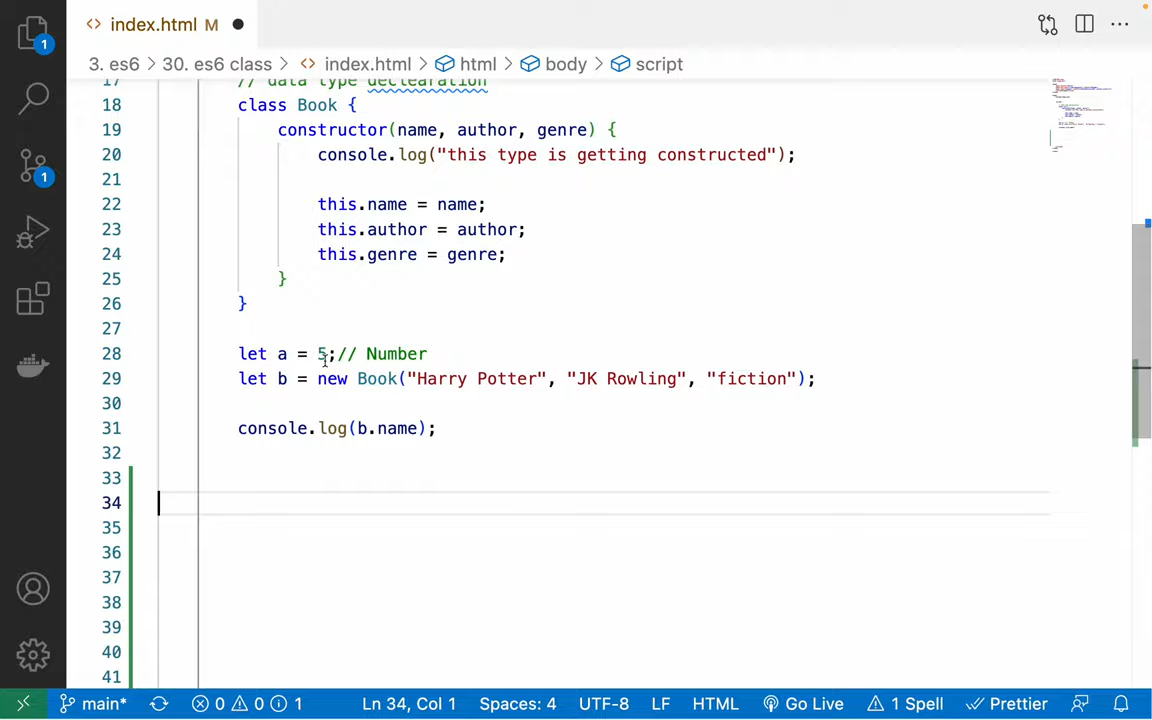 index.html M
3. es6 > 30. es6 class > index.html > html > body > script
1
1
17 // data type declearation
18 class Book {
19 constructor(name, author, genre) {
20 console.log("this type is getting constructed");
21
22 this.name = name;
23 this.author = author;
24 this.genre = genre;
25 }
26 }
27
28 let a = 5;// Number
29 let b = new Book("Harry Potter", "JK Rowling", "fiction");
30
31 console.log(b.name);
32
33
34
35
36
37
38
39
40
41
main* 0 0 1 Ln 34, Col 1 Spaces: 4 UTF-8 LF HTML Go Live 1 Spell Prettier